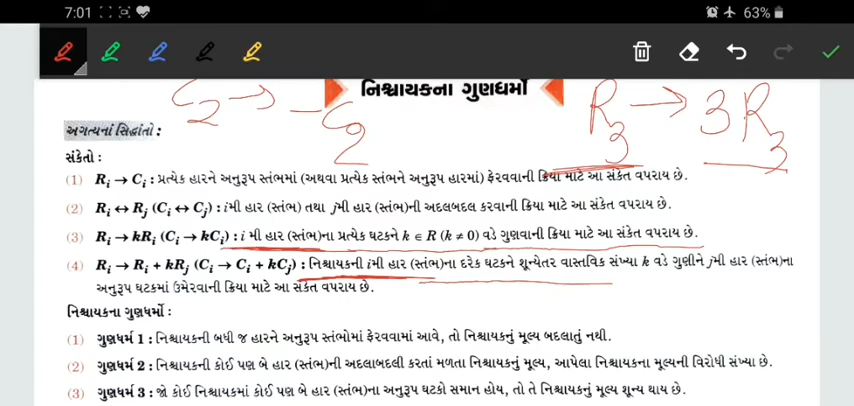 7:01 63%
નિશ્ચાયકના ગુણધર્મો
C2 → -C2 R3 → 3R3
અગત્યનાં સિદ્ધાંતો :
સંકેતો :
(1) Ri → Ci : પ્રત્યેક હારને અનુરૂપ સ્તંભમાં (અથવા પ્રત્યેક સ્તંભને અનુરૂપ હારમાં) ફેરવવાની ક્રિયા માટે આ સંકેત વપરાય છે.
(2) Ri ↔ Rj (Ci ↔ Cj) : iમી હાર (સ્તંભ) તથા jમી હાર (સ્તંભ)ની અદલબદલ કરવાની ક્રિયા માટે આ સંકેત વપરાય છે.
(3) Ri → kRi (Ci → kCi) : i મી હાર (સ્તંભ)ના પ્રત્યેક ઘટકને k ∈ R (k ≠ 0) વડે ગુણવાની ક્રિયા માટે આ સંકેત વપરાય છે.
(4) Ri → Ri + kRj (Ci → Ci + kCj) : નિશ્ચાયકની iમી હાર (સ્તંભ)ના દરેક ઘટકને શૂન્યેતર વાસ્તવિક સંખ્યા k વડે ગુણીને jમી હાર (સ્તંભ)ના
અનુરૂપ ઘટકમાં ઉમેરવાની ક્રિયા માટે આ સંકેત વપરાય છે.
નિશ્ચાયકના ગુણધર્મો :
(1) ગુણધર્મ 1 : નિશ્ચાયકની બધી જ હારને અનુરૂપ સ્તંભોમાં ફેરવવામાં આવે, તો નિશ્ચાયકનું મૂલ્ય બદલાતું નથી.
(2) ગુણધર્મ 2 : નિશ્ચાયકની કોઈ પણ બે હાર (સ્તંભ)ની અદલાબદલી કરતાં મળતા નિશ્ચાયકનું મૂલ્ય, આપેલા નિશ્ચાયકના મૂલ્યની વિરોધી સંખ્યા છે.
(3) ગુણધર્મ 3 : જો કોઈ નિશ્ચાયકમાં કોઈ પણ બે હાર (સ્તંભ)ના અનુરૂપ ઘટકો સમાન હોય, તો તે નિશ્ચાયકનું મૂલ્ય શૂન્ય થાય છે.